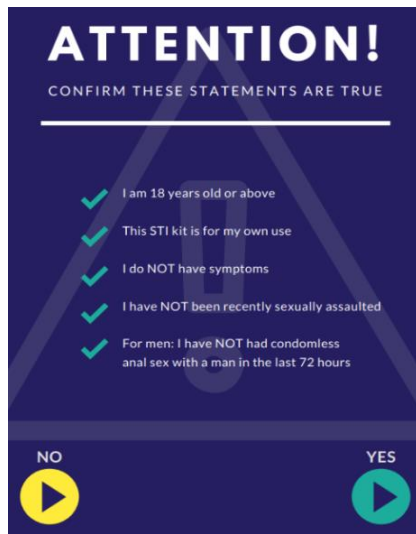 ATTENTION!
CONFIRM THESE STATEMENTS ARE TRUE
I am 18 years old or above
This STI kit is for my own use
I do NOT have symptoms
I have NOT been recently sexually assaulted
For men: I have NOT had condomless
anal sex with a man in the last 72 hours
NO
YES